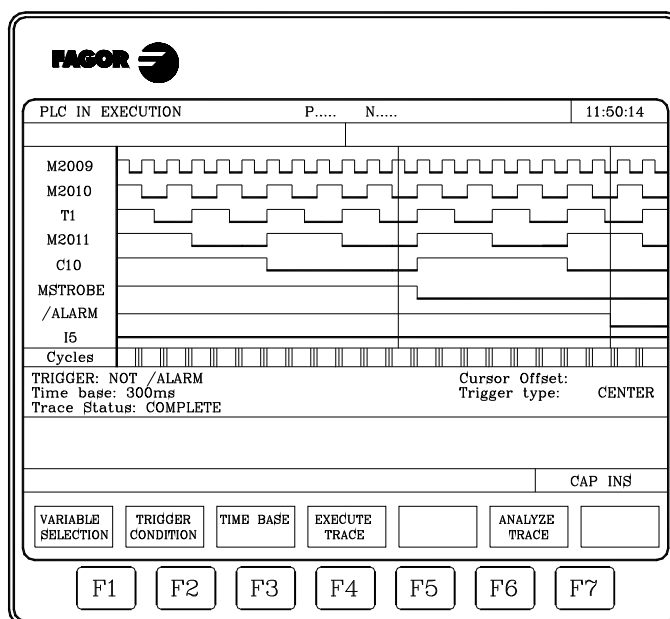 FAGOR
PLC IN EXECUTION P..... N..... 11:50:14
M2009
M2010
T1
M2011
C10
MSTROBE
/ALARM
I5
Cycles
TRIGGER: NOT /ALARM Cursor Offset:
Time base: 300ms Trigger type: CENTER
Trace Status: COMPLETE
CAP INS
VARIABLE SELECTION
TRIGGER CONDITION
TIME BASE
EXECUTE TRACE
ANALYZE TRACE
F1 F2 F3 F4 F5 F6 F7